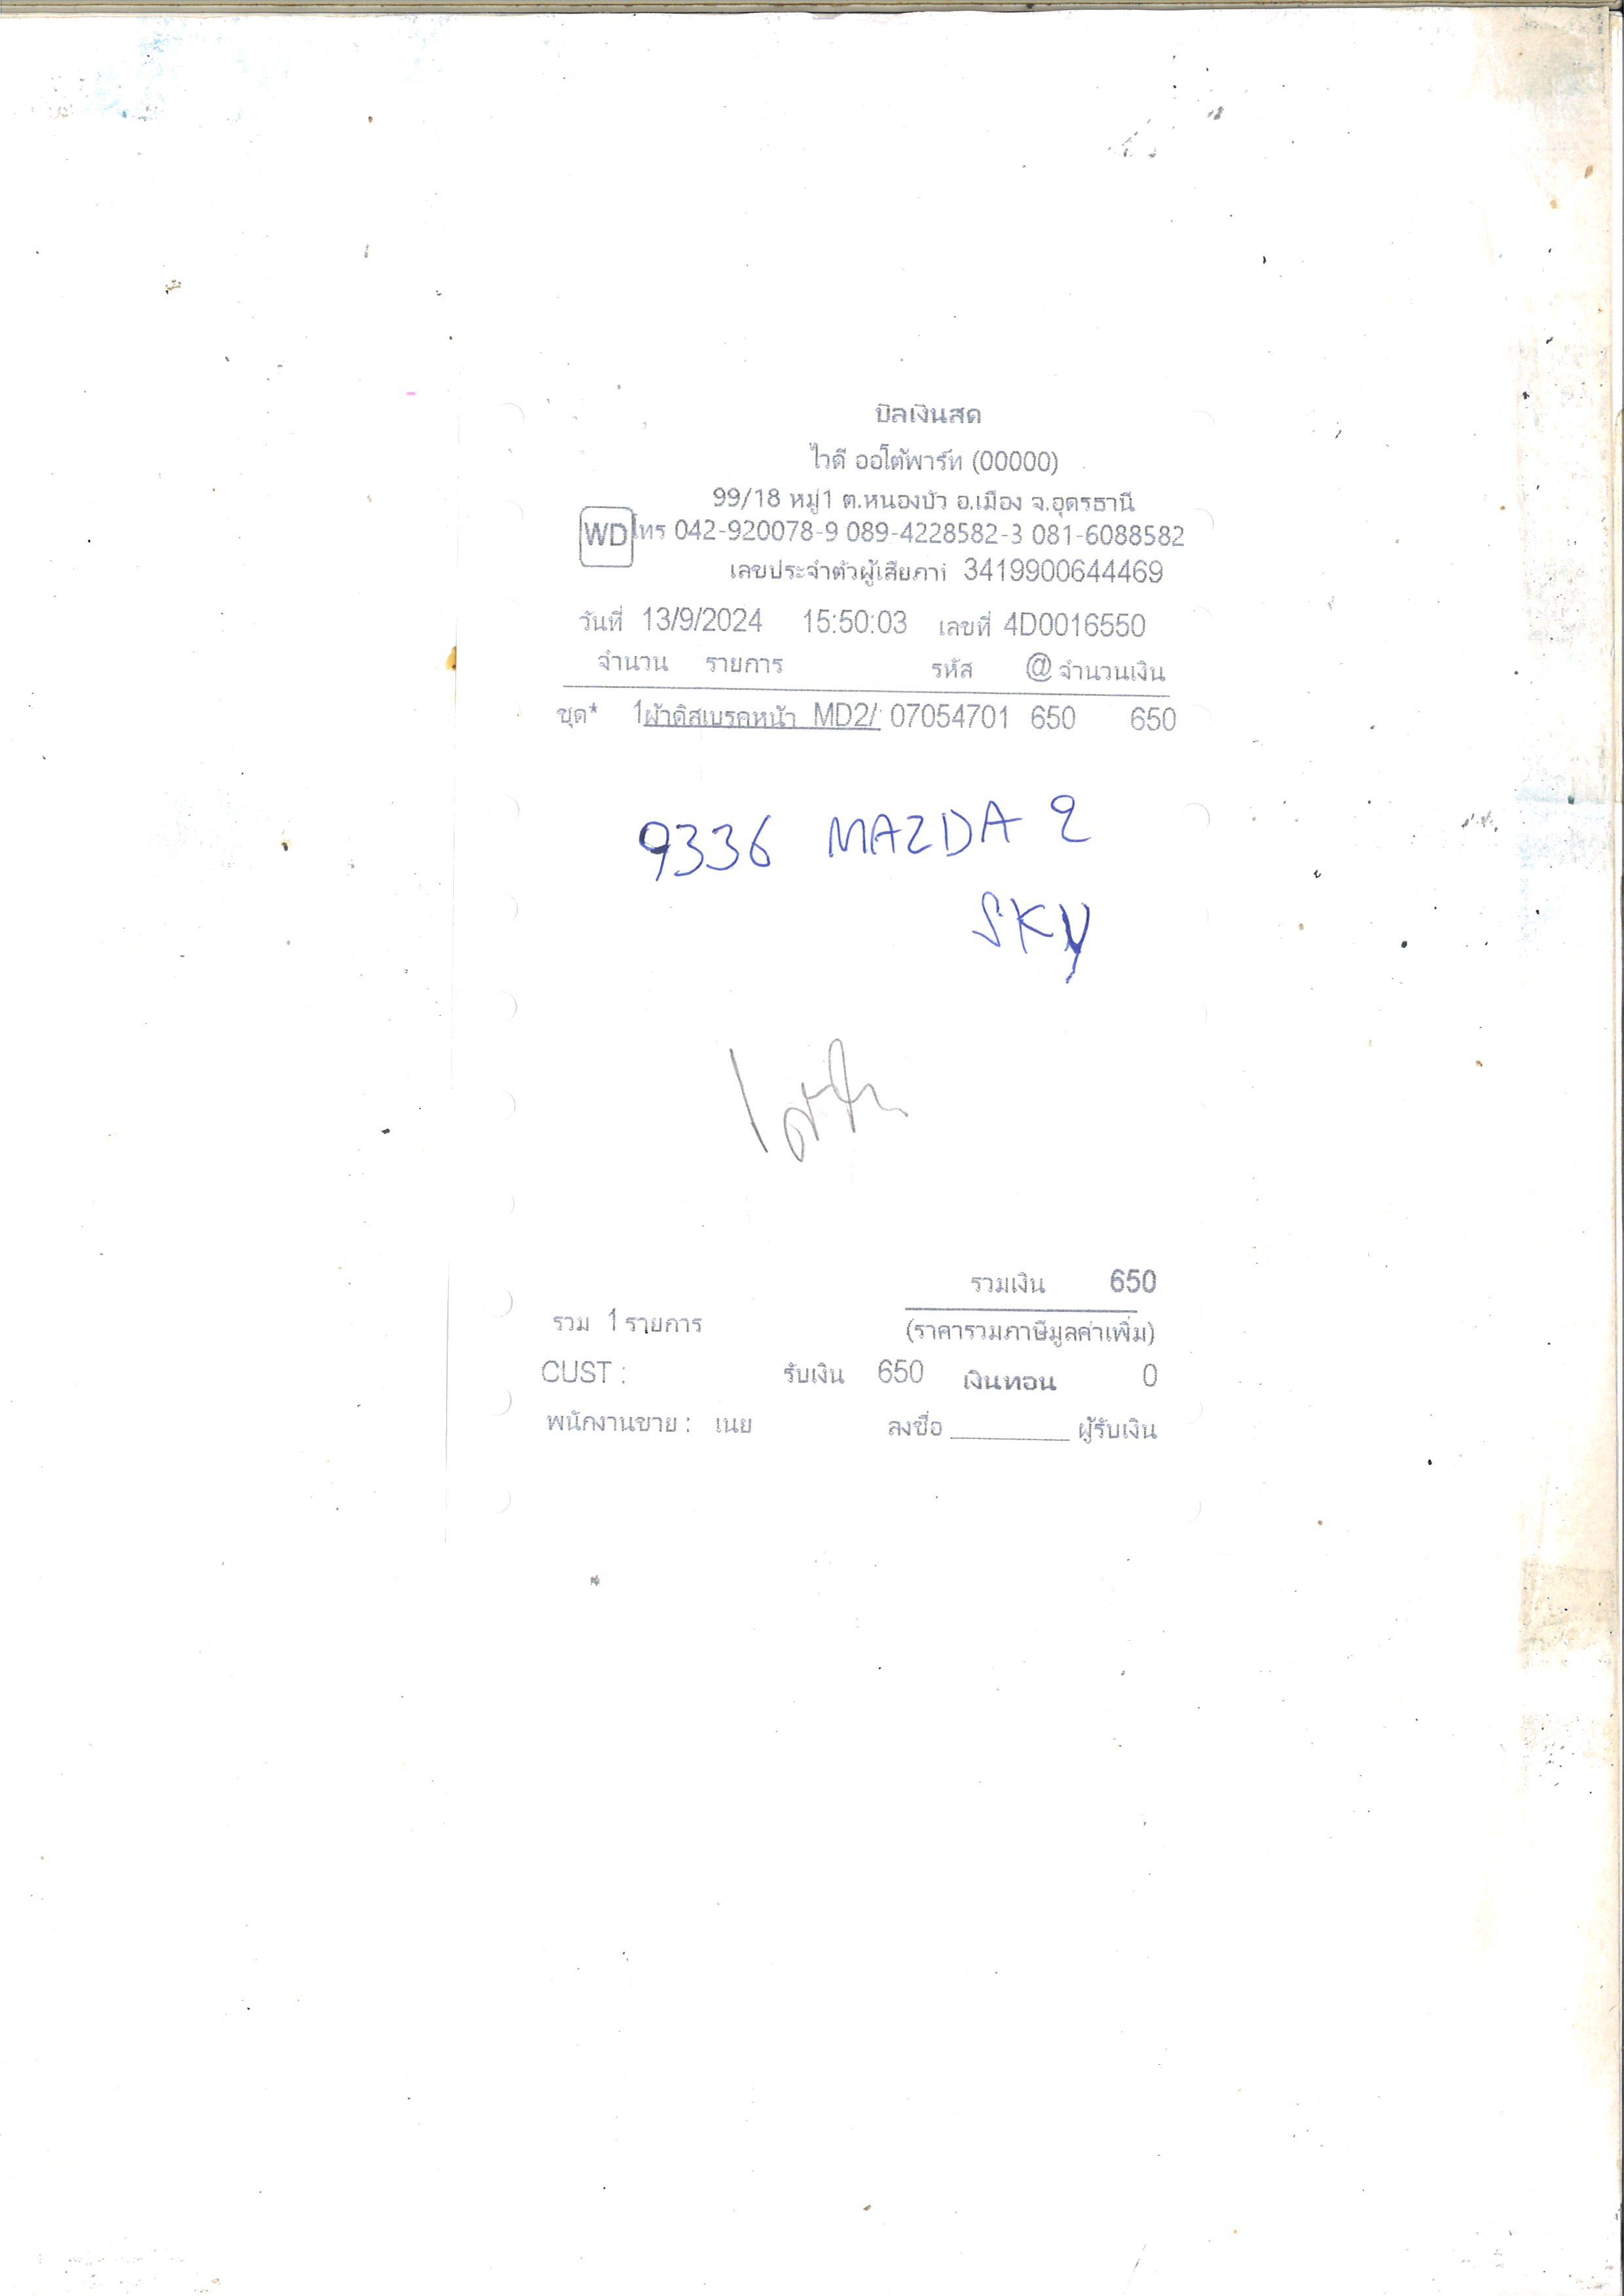 บิลเงินสด
ไวดี ออโต้พาร์ท (00000)
99/18 หมู่1 ต.หนองบัว อ.เมือง จ.อุดรธานี
WD โทร 042-920078-9 089-4228582-3 081-6088582
เลขประจำตัวผู้เสียภาษี 3419900644469
วันที่ 13/9/2024 15:50:03 เลขที่ 4D0016550
จำนวน รายการ รหัส @ จำนวนเงิน
ชุด* 1 ผ้าดิสเบรคหน้า MD2/ 07054701 650 650
9336 MAZDA 2
SKY
รวมเงิน 650
รวม 1 รายการ (ราคารวมภาษีมูลค่าเพิ่ม)
CUST : รับเงิน 650 เงินทอน 0
พนักงานขาย : เนย ลงชื่อ ________ ผู้รับเงิน